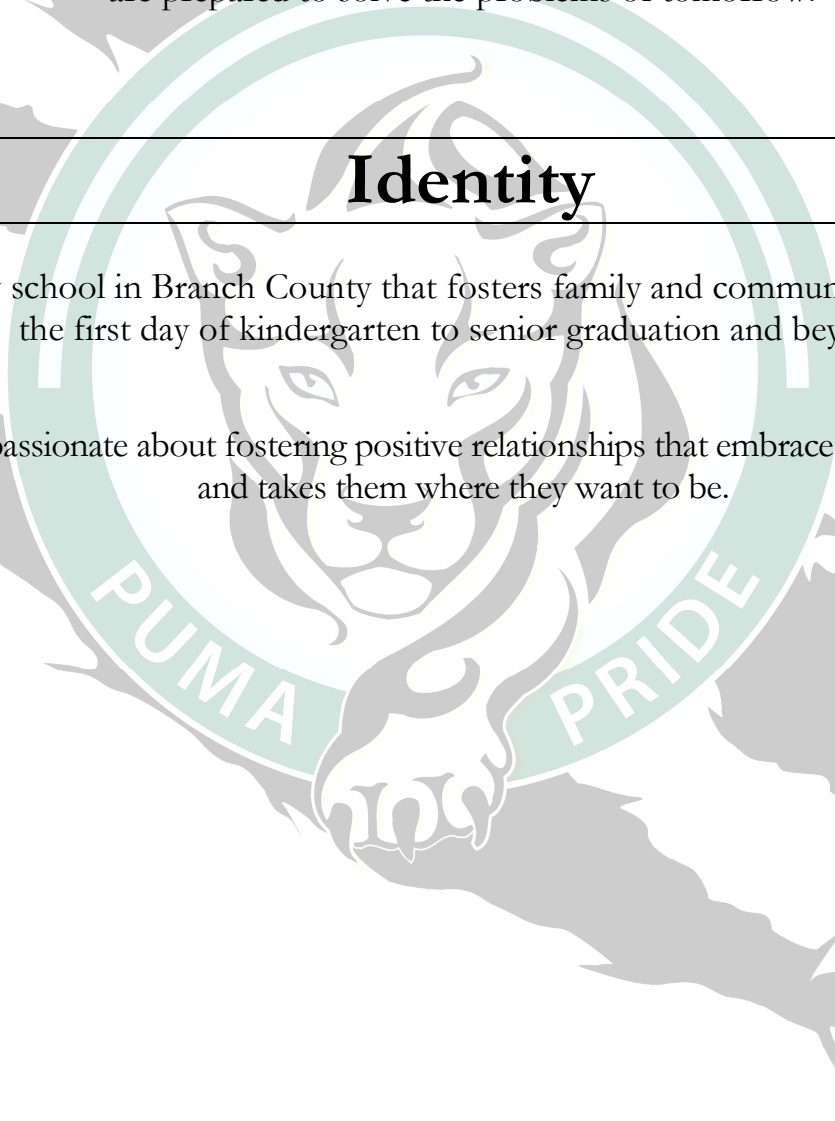 are prepared to solve the problems of tomorrow.
Identity
school in Branch County that fosters family and commun
the first day of kindergarten to senior graduation and bey
passionate about fostering positive relationships that embrace
and takes them where they want to be.
PUMA PRIDE